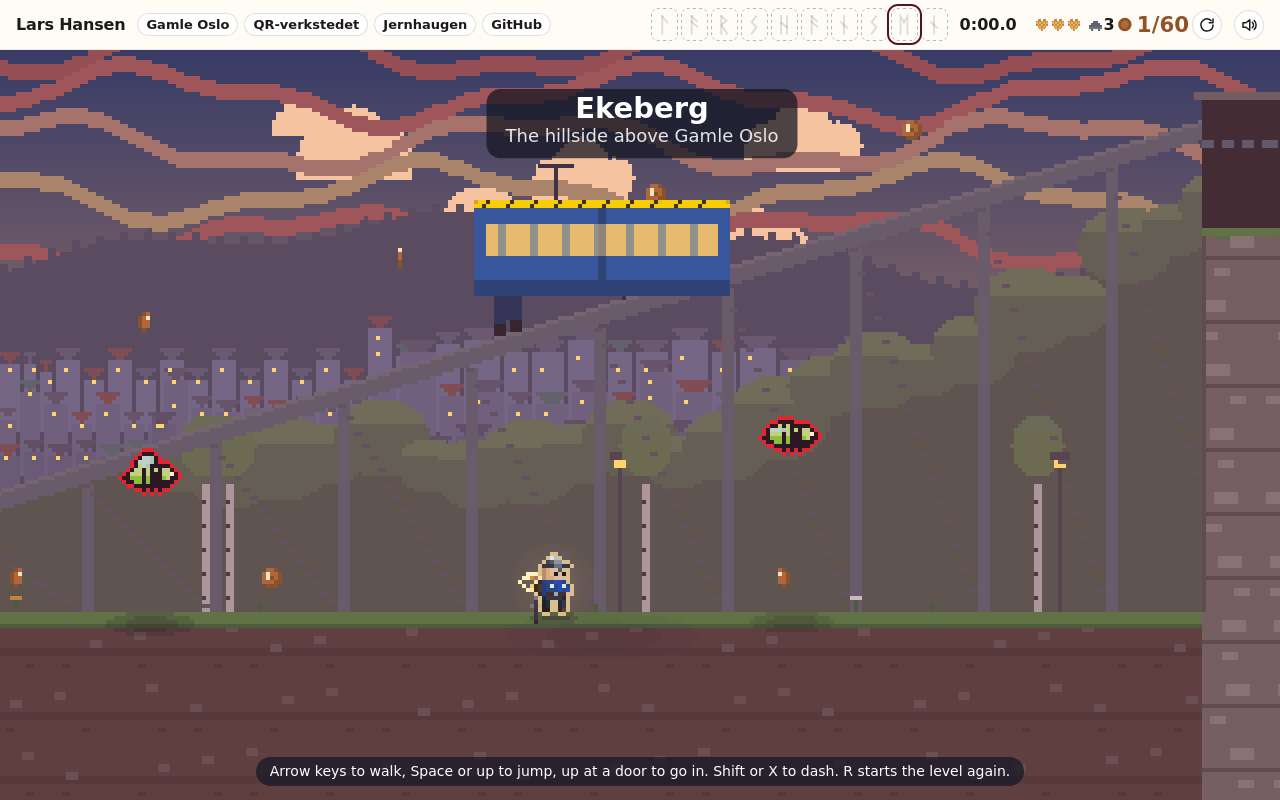 Lars Hansen
Gamle Oslo
QR-verkstedet
Jernhaugen
GitHub
ᛚ ᚨ ᚱ ᛊ ᚺ ᚨ ᚾ ᛊ ᛖ ᚾ
0:00.0
3
1/60
Ekeberg
The hillside above Gamle Oslo
Arrow keys to walk, Space or up to jump, up at a door to go in. Shift or X to dash. R starts the level again.